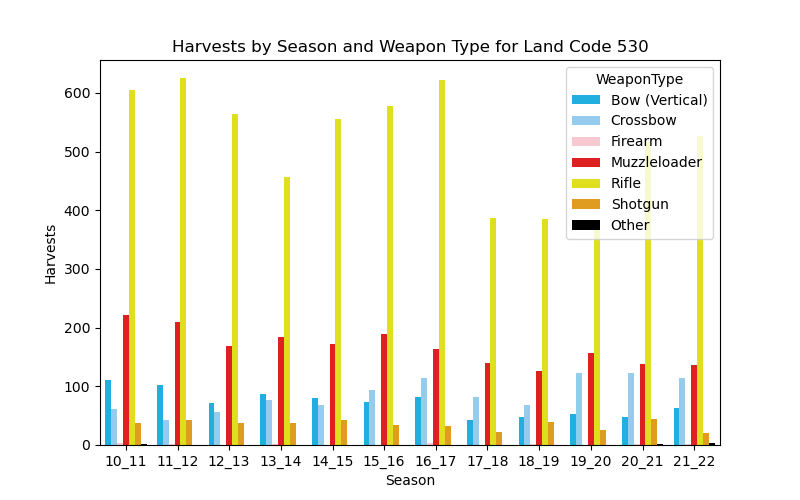 Harvests by Season and Weapon Type for Land Code 530
WeaponType
Bow (Vertical)
Crossbow
Firearm
Muzzleloader
Rifle
Shotgun
Other
Harvests
600
500
400
300
200
100
0
10_11 11_12 12_13 13_14 14_15 15_16 16_17 17_18 18_19 19_20 20_21 21_22
Season